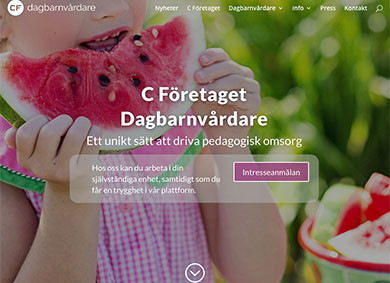 CF dagbarnvårdare
Nyheter C Företaget Dagbarnvårdare Info Press Kontakt
C Företaget
Dagbarnvårdare
Ett unikt sätt att driva pedagogisk omsorg
Hos oss kan du arbeta i din
självständiga enhet, samtidigt som du
får en trygghet i vår plattform.
Intresseanmälan